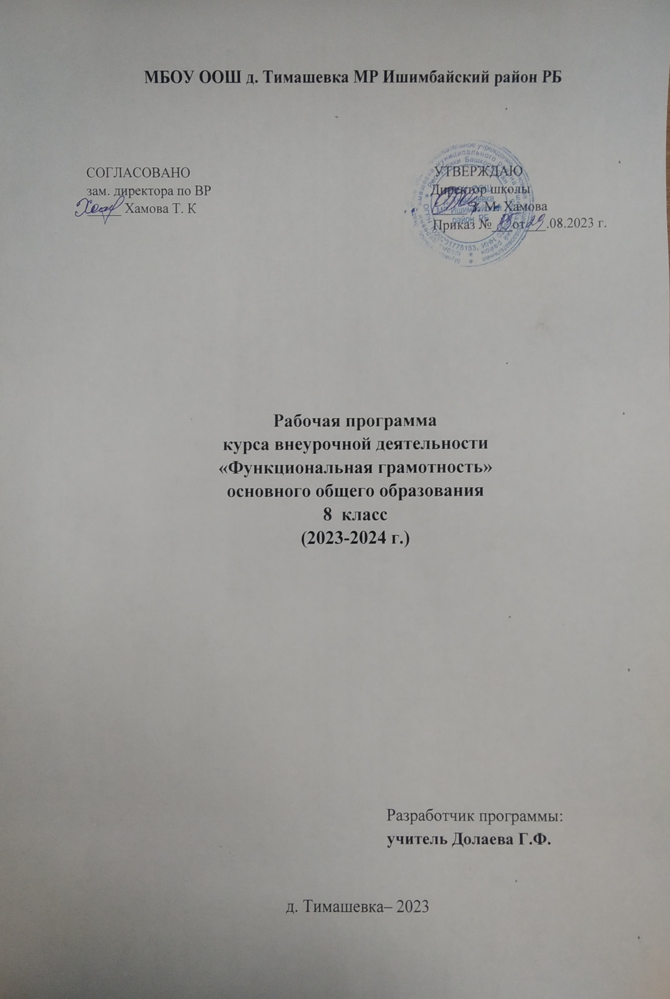 МБОУ ООШ д. Тимашевка МР Ишимбайский район РБ
СОГЛАСОВАНО
зам. директора по ВР
Хамова Т. К
УТВЕРЖДАЮ
Директор школы
З. М. Хамова
Приказ № 85 от 29.08.2023 г.
Рабочая программа
курса внеурочной деятельности
«Функциональная грамотность»
основного общего образования
8 класс
(2023-2024 г.)
Разработчик программы:
учитель Долаева Г.Ф.
д. Тимашевка– 2023